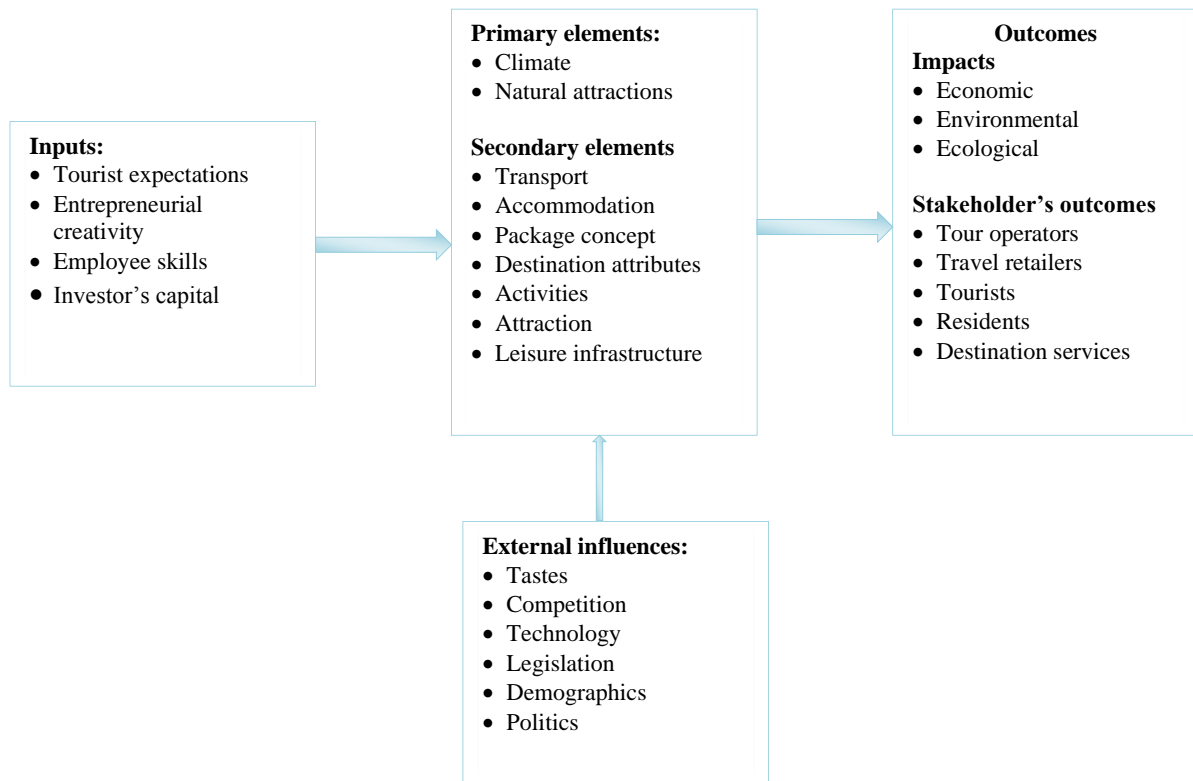 Inputs:
• Tourist expectations
• Entrepreneurial
creativity
• Employee skills
• Investor’s capital
Primary elements:
• Climate
• Natural attractions
Secondary elements
• Transport
• Accommodation
• Package concept
• Destination attributes
• Activities
• Attraction
• Leisure infrastructure
Outcomes
Impacts
• Economic
• Environmental
• Ecological
Stakeholder’s outcomes
• Tour operators
• Travel retailers
• Tourists
• Residents
• Destination services
External influences:
• Tastes
• Competition
• Technology
• Legislation
• Demographics
• Politics